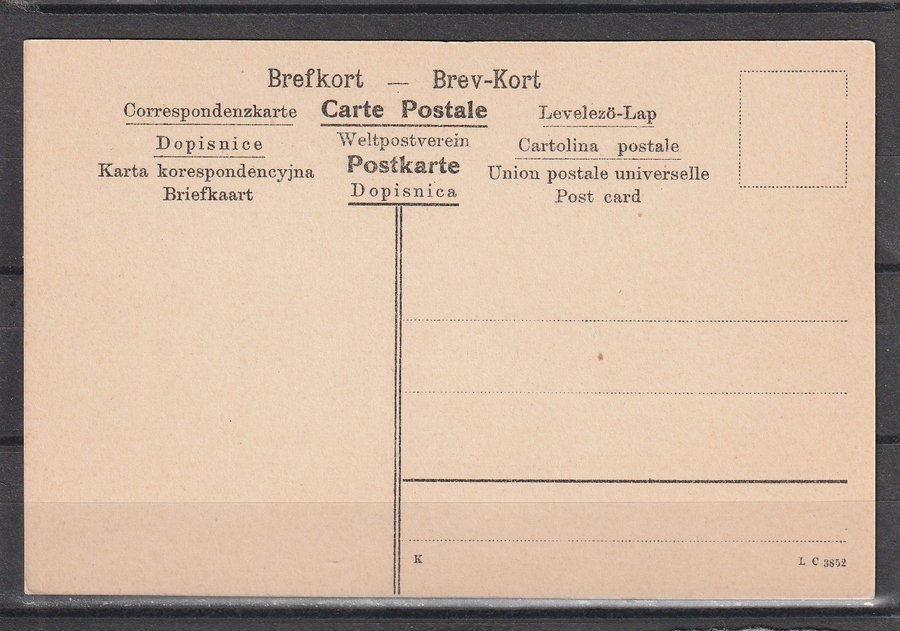 Brefkort — Brev-Kort
Correspondenzkarte Carte Postale Levelező-Lap
Dopisnice Weltpostverein Cartolina postale
Karta korespondencyjna Postkarte Union postale universelle
Briefkaart Dopisnica Post card
K L C 3852